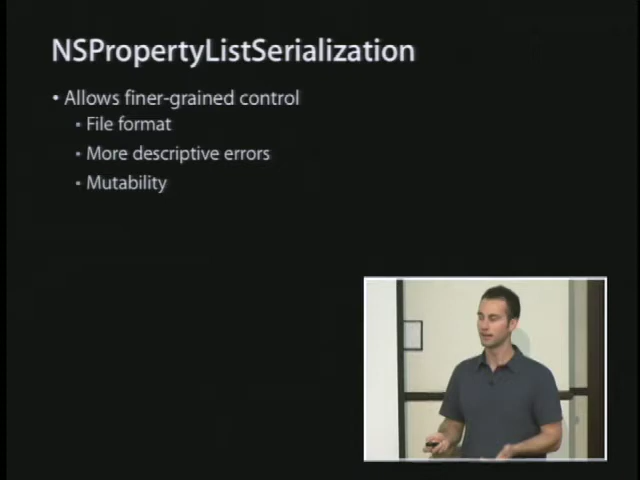 NSPropertyListSerialization
• Allows finer-grained control
▪ File format
▪ More descriptive errors
▪ Mutability